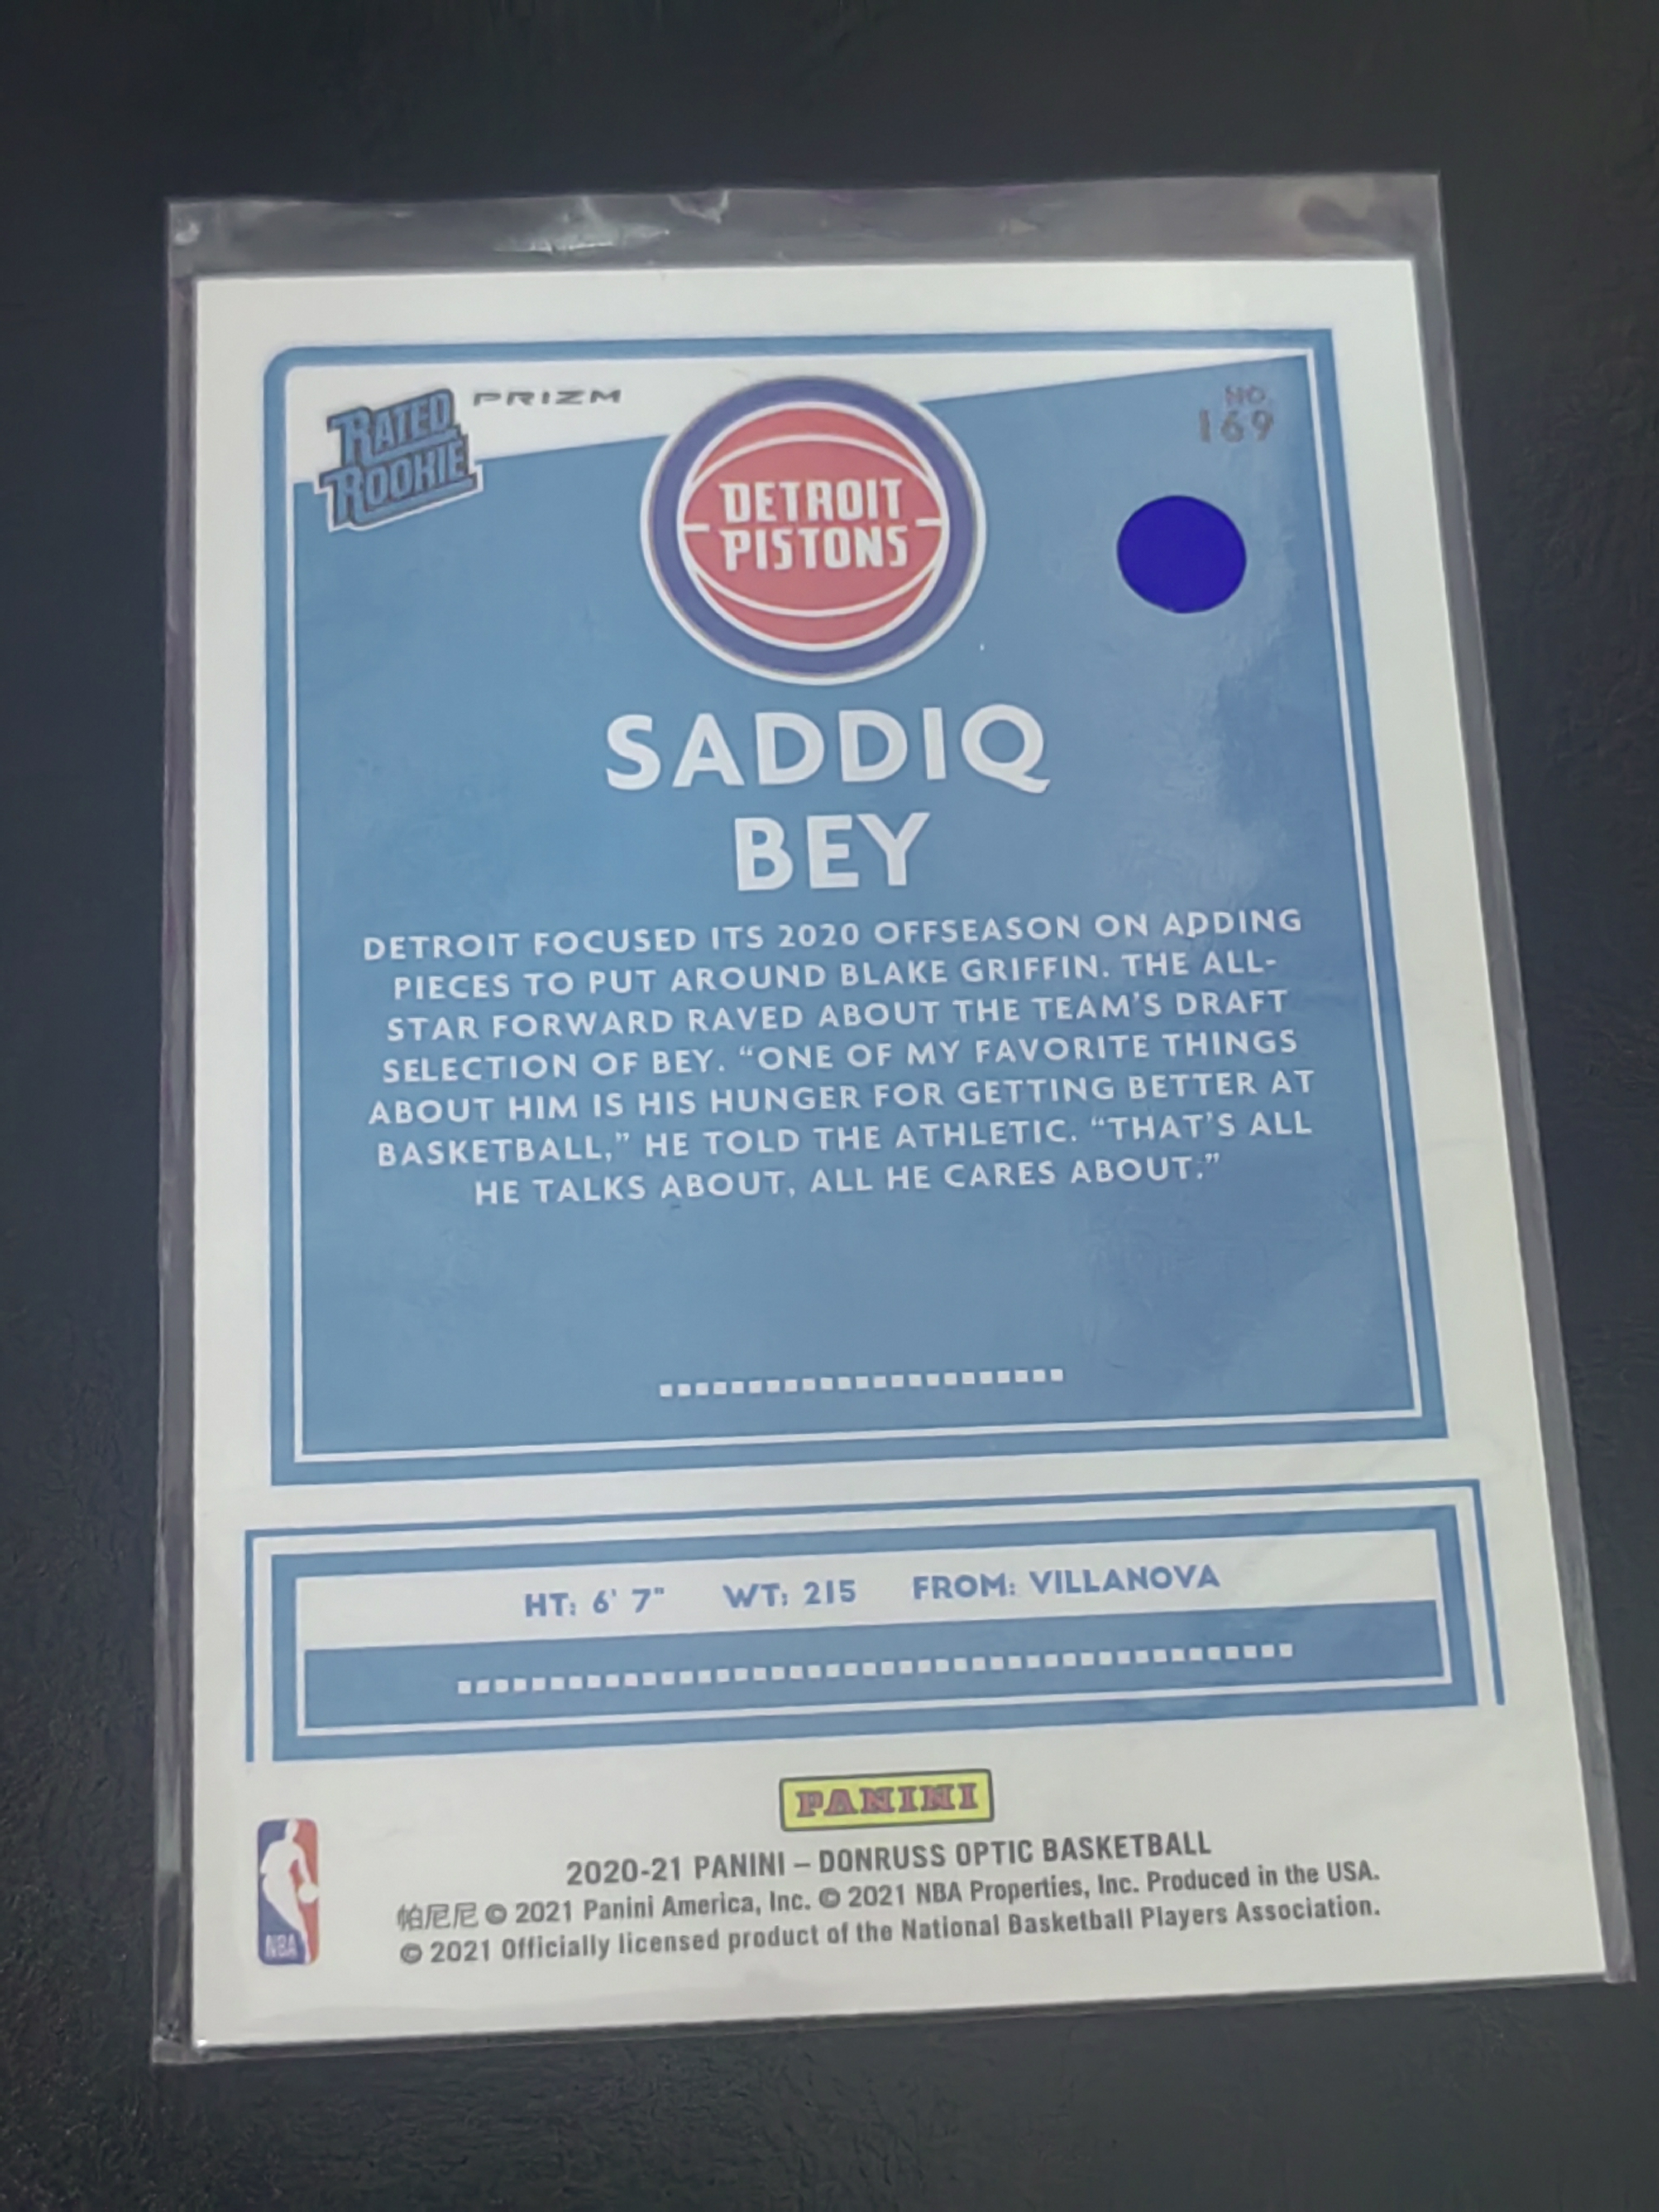 RATED
ROOKIE
PRIZM
NO.
169
DETROIT
PISTONS
SADDIQ
BEY
DETROIT FOCUSED ITS 2020 OFFSEASON ON ADDING
PIECES TO PUT AROUND BLAKE GRIFFIN. THE ALL-
STAR FORWARD RAVED ABOUT THE TEAM'S DRAFT
SELECTION OF BEY. “ONE OF MY FAVORITE THINGS
ABOUT HIM IS HIS HUNGER FOR GETTING BETTER AT
BASKETBALL,” HE TOLD THE ATHLETIC. “THAT'S ALL
HE TALKS ABOUT, ALL HE CARES ABOUT.”
HT: 6' 7" WT: 215 FROM: VILLANOVA
PANINI
NBA
2020-21 PANINI – DONRUSS OPTIC BASKETBALL
帕尼尼 © 2021 Panini America, Inc. © 2021 NBA Properties, Inc. Produced in the USA.
© 2021 Officially licensed product of the National Basketball Players Association.